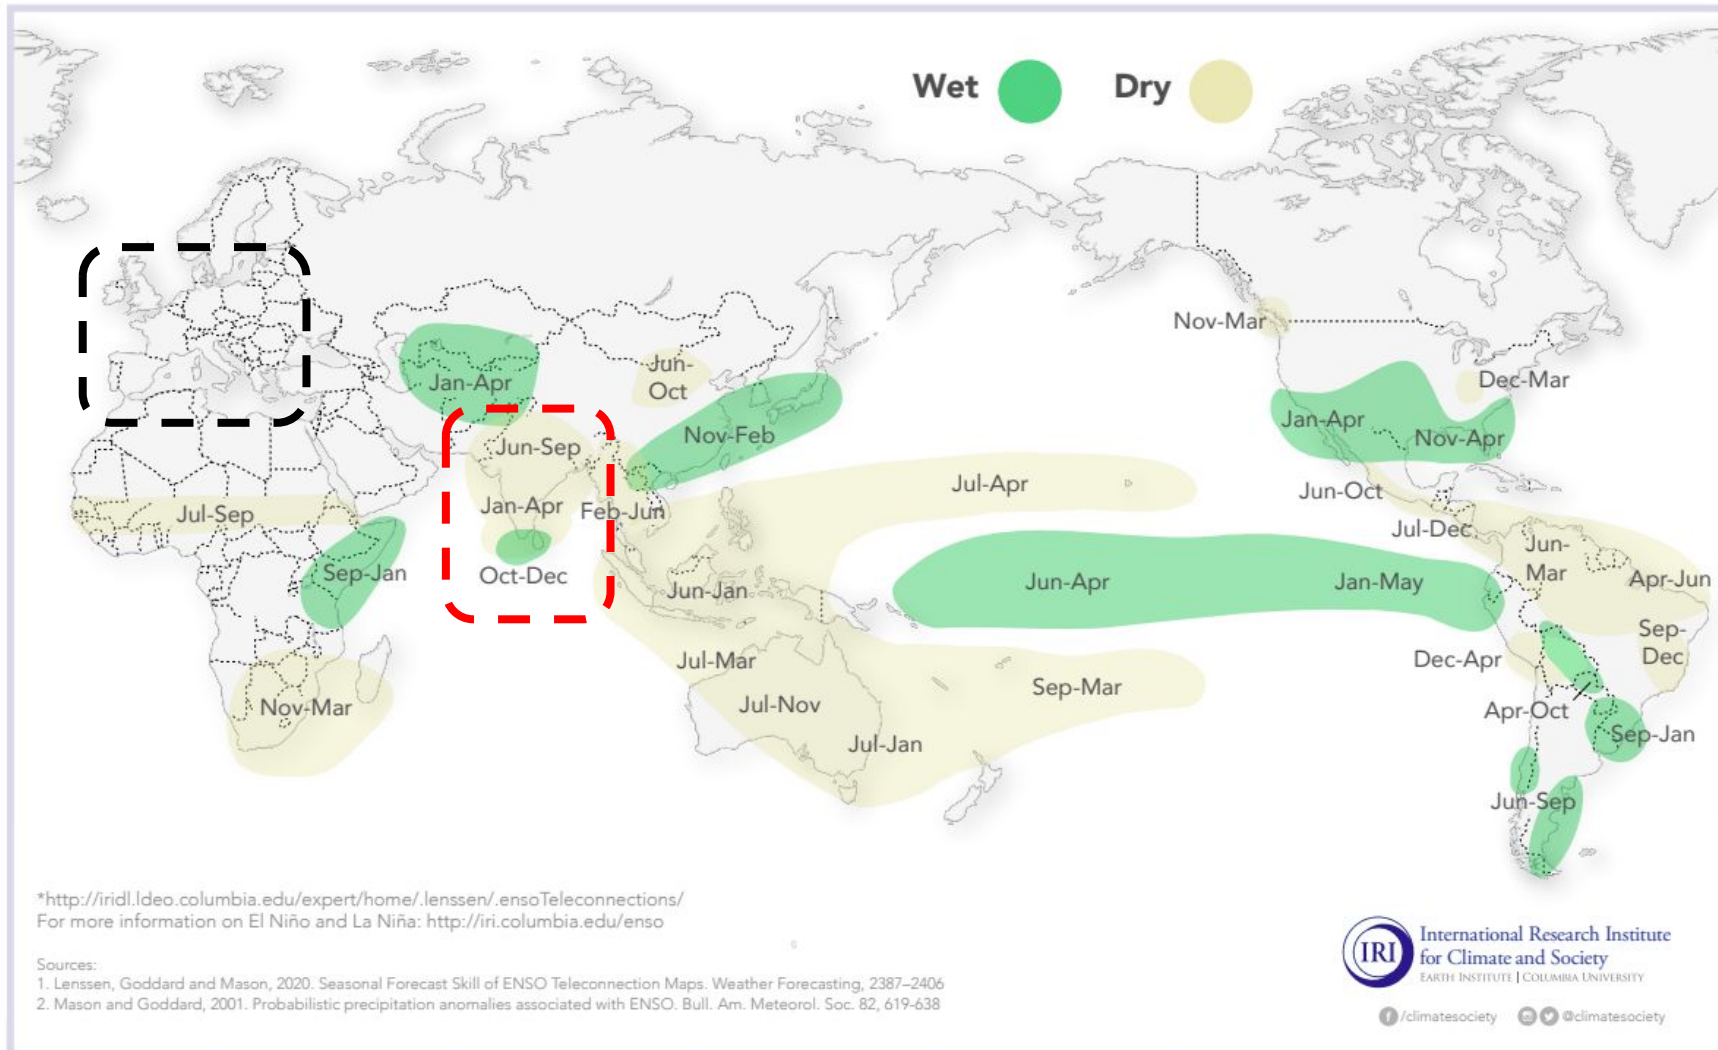 Wet
Dry
Nov-Mar
Jun-
Oct
Jan-Apr
Dec-Mar
Jan-Apr
Nov-Feb
Nov-Apr
Jun-Sep
Jul-Apr
Jun-Oct
Jan-Apr
Feb-Jun
Jul-Sep
Jul-Dec
Jun-
Mar
Sep-Jan
Oct-Dec
Jun-Jan
Jun-Apr
Jan-May
Apr-Jun
Sep-
Dec
Jul-Mar
Dec-Apr
Sep-Mar
Nov-Mar
Jul-Nov
Apr-Oct
Jul-Jan
Sep-Jan
Jun-Sep
*http://iridl.ldeo.columbia.edu/expert/home/.lenssen/.ensoTeleconnections/
For more information on El Niño and La Niña: http://iri.columbia.edu/enso
Sources:
1. Lenssen, Goddard and Mason, 2020. Seasonal Forecast Skill of ENSO Teleconnection Maps. Weather Forecasting, 2387–2406
2. Mason and Goddard, 2001. Probabilistic precipitation anomalies associated with ENSO. Bull. Am. Meteorol. Soc. 82, 619-638
IRI
International Research Institute
for Climate and Society
EARTH INSTITUTE | COLUMBIA UNIVERSITY
/climatesociety @climatesociety